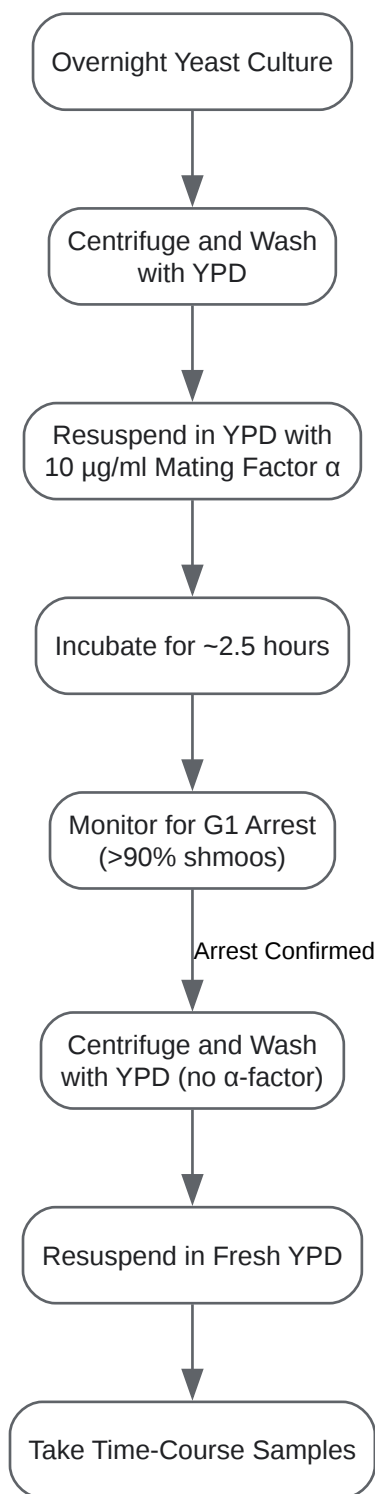 Overnight Yeast Culture
Centrifuge and Wash
with YPD
Resuspend in YPD with
10 µg/ml Mating Factor α
Incubate for ~2.5 hours
Monitor for G1 Arrest
(>90% shmoos)
Arrest Confirmed
Centrifuge and Wash
with YPD (no α-factor)
Resuspend in Fresh YPD
Take Time-Course Samples